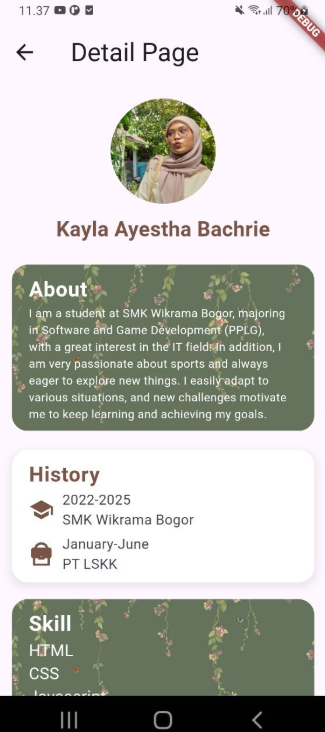 11.37
70%
DEBUG
Detail Page
Kayla Ayestha Bachrie
About
I am a student at SMK Wikrama Bogor, majoring
in Software and Game Development (PPLG),
with a great interest in the IT field. In addition, I
am very passionate about sports and always
eager to explore new things. I easily adapt to
various situations, and new challenges motivate
me to keep learning and achieving my goals.
History
2022-2025
SMK Wikrama Bogor
January-June
PT LSKK
Skill
HTML
CSS
Javascript